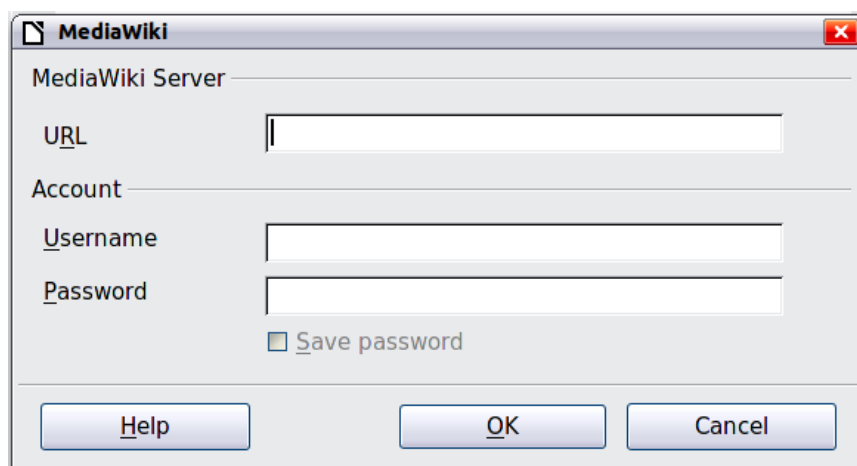 MediaWiki
MediaWiki Server
URL
Account
Username
Password
Save password
Help
OK
Cancel